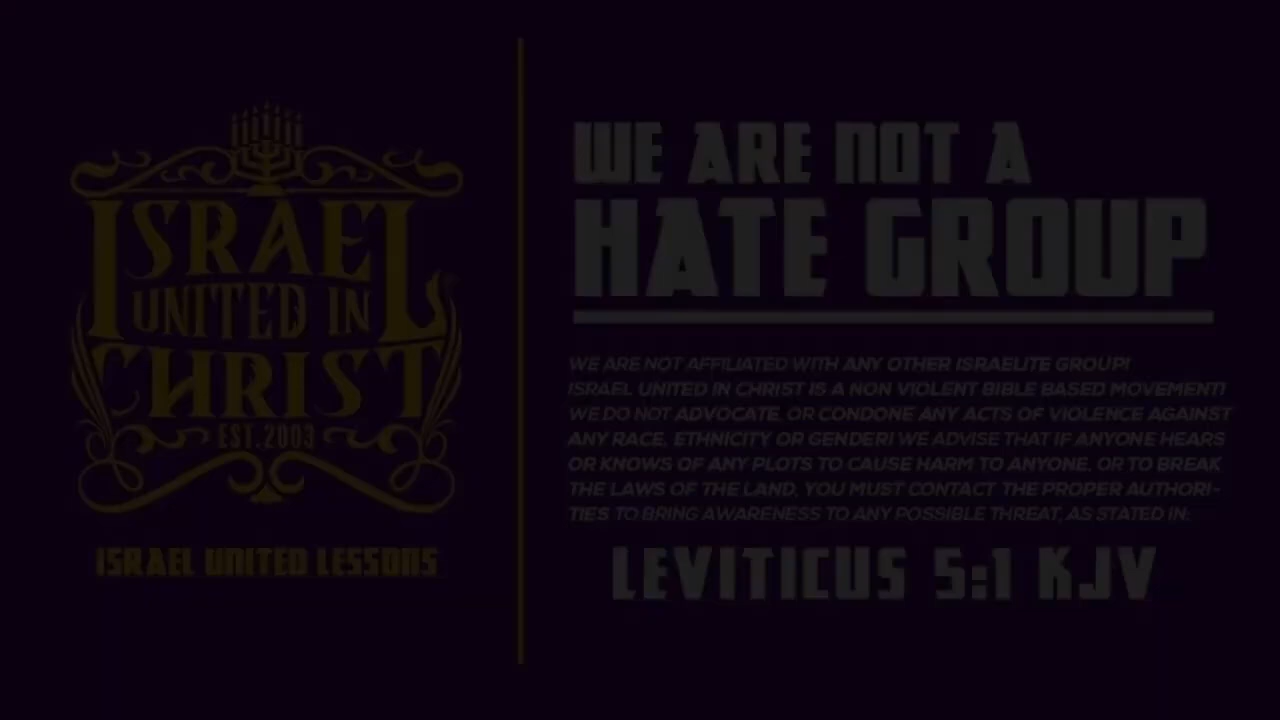 ISRAEL
UNITED IN
CHRIST
EST.2003
ISRAEL UNITED LESSONS
WE ARE NOT A
HATE GROUP
WE ARE NOT AFFILIATED WITH ANY OTHER ISRAELITE GROUP!
ISRAEL UNITED IN CHRIST IS A NON VIOLENT BIBLE BASED MOVEMENT!
WE DO NOT ADVOCATE, OR CONDONE ANY ACTS OF VIOLENCE AGAINST
ANY RACE, ETHNICITY OR GENDER! WE ADVISE THAT IF ANYONE HEARS
OR KNOWS OF ANY PLOTS TO CAUSE HARM TO ANYONE, OR TO BREAK
THE LAWS OF THE LAND, YOU MUST CONTACT THE PROPER AUTHORI-
TIES TO BRING AWARENESS TO ANY POSSIBLE THREAT, AS STATED IN:
LEVITICUS 5:1 KJV